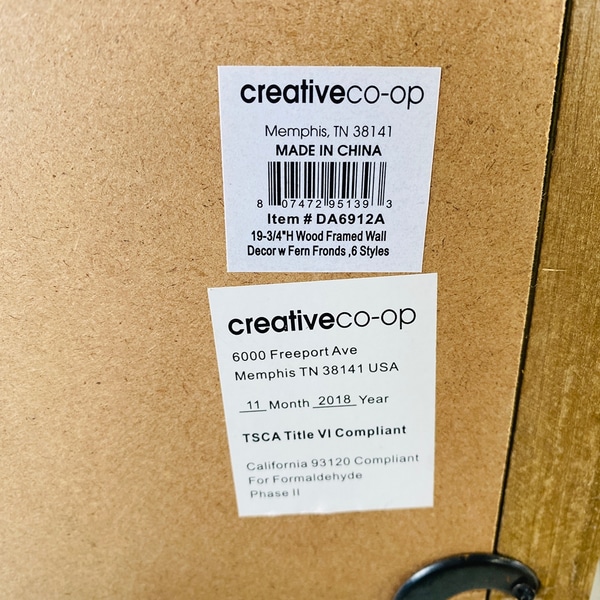 creativeco-op
Memphis, TN 38141
MADE IN CHINA
8 07472 95139 3
Item # DA6912A
19-3/4"H Wood Framed Wall
Decor w Fern Fronds ,6 Styles
creativeco-op
6000 Freeport Ave
Memphis TN 38141 USA
11 Month 2018 Year
TSCA Title VI Compliant
California 93120 Compliant
For Formaldehyde
Phase II